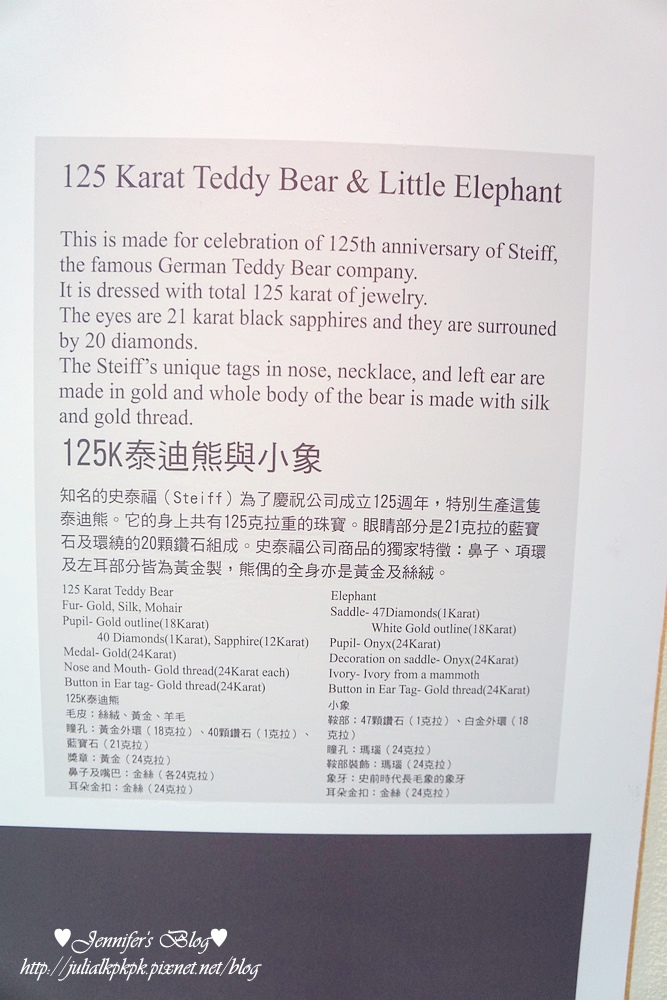 125 Karat Teddy Bear & Little Elephant
This is made for celebration of 125th anniversary of Steiff,
the famous German Teddy Bear company.
It is dressed with total 125 karat of jewelry.
The eyes are 21 karat black sapphires and they are surrouned
by 20 diamonds.
The Steiff's unique tags in nose, necklace, and left ear are
made in gold and whole body of the bear is made with silk
and gold thread.
125K泰迪熊與小象
知名的史泰福（Steiff）為了慶祝公司成立125週年，特別生產這隻
泰迪熊。它的身上共有125克拉重的珠寶。眼睛部分是21克拉的藍寶
石及環繞的20顆鑽石組成。史泰福公司商品的獨家特徵：鼻子、項環
及左耳部分皆為黃金製，熊偶的全身亦是黃金及絲絨。
125 Karat Teddy Bear
Fur- Gold, Silk, Mohair
Pupil- Gold outline(18Karat)
40 Diamonds(1Karat), Sapphire(12Karat)
Medal- Gold(24Karat)
Nose and Mouth- Gold thread(24Karat each)
Button in Ear tag- Gold thread(24Karat)
125K泰迪熊
毛皮：絲絨、黃金、羊毛
瞳孔：黃金外環（18克拉）、40顆鑽石（1克拉）、
藍寶石（21克拉）
獎章：黃金（24克拉）
鼻子及嘴巴：金絲（各24克拉）
耳朵金扣：金絲（24克拉）
Elephant
Saddle- 47Diamonds(1Karat)
White Gold outline(18Karat)
Pupil- Onyx(24Karat)
Decoration on saddle- Onyx(24Karat)
Ivory- Ivory from a mammoth
Button in Ear Tag- Gold thread(24Karat)
小象
鞍部：47顆鑽石（1克拉）、白金外環（18
克拉）
瞳孔：瑪瑙（24克拉）
鞍部裝飾：瑪瑙（24克拉）
象牙：史前時代長毛象的象牙
耳朵金扣：金絲（24克拉）
♥Jennifer's Blog♥
http://julialkpkpk.pixnet.net/blog